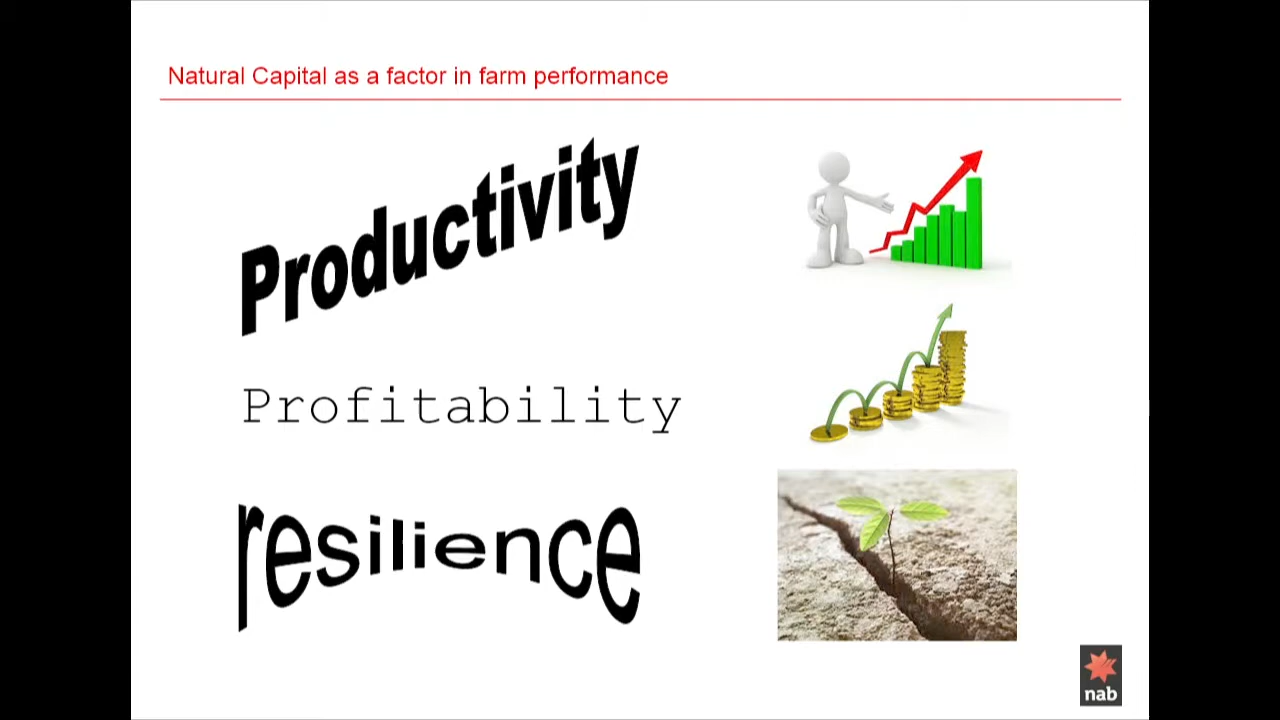 Natural Capital as a factor in farm performance
Productivity
Profitability
resilience
nab